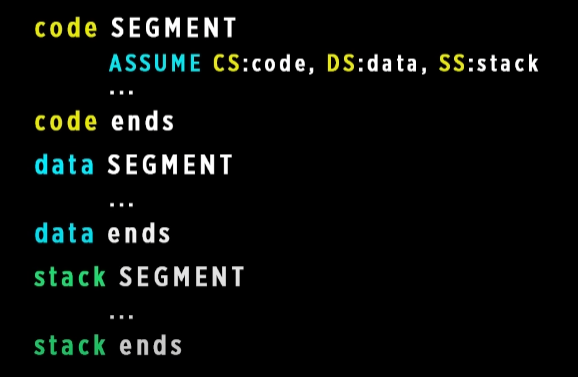 code SEGMENT
ASSUME CS:code, DS:data, SS:stack
...
code ends
data SEGMENT
...
data ends
stack SEGMENT
...
stack ends